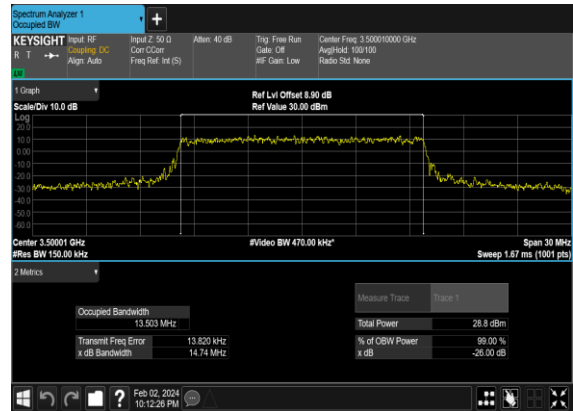 Spectrum Analyzer 1
Occupied BW
+
KEYSIGHT Input: RF Input Z: 50 Ω Atten: 40 dB Trig: Free Run Center Freq: 3.500010000 GHz
R T Coupling: DC Corr CCorr Gate: Off Avg|Hold: 100/100
Align: Auto Freq Ref: Int (S) #IF Gain: Low Radio Std: None
LW
1 Graph
Scale/Div 10.0 dB Ref Lvl Offset 8.90 dB
Ref Value 30.00 dBm
Log
20.0
10.0
0.00
-10.0
-20.0
-30.0
-40.0
-50.0
-60.0
Center 3.50001 GHz #Video BW 470.00 kHz* Span 30 MHz
#Res BW 150.00 kHz Sweep 1.67 ms (1001 pts)
2 Metrics
Measure Trace Trace 1
Occupied Bandwidth
13.503 MHz Total Power 28.8 dBm
Transmit Freq Error 13.820 kHz % of OBW Power 99.00 %
x dB Bandwidth 14.74 MHz x dB -26.00 dB
? Feb 02, 2024
10:12:26 PM